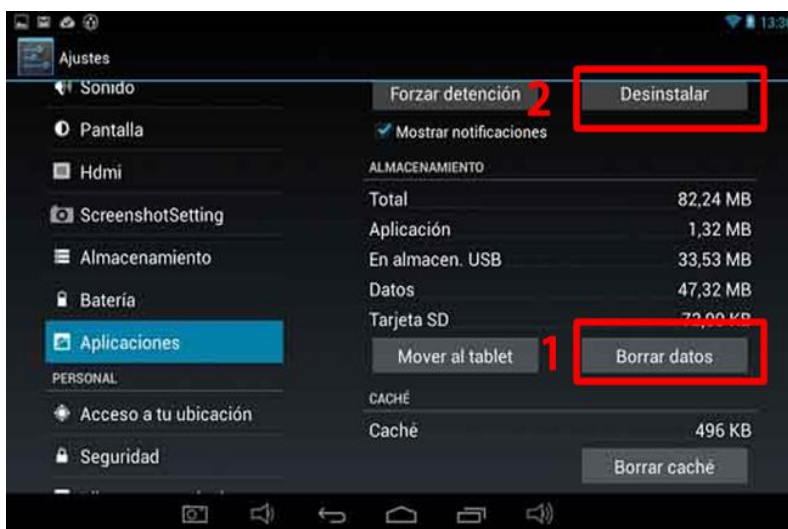 13:30
Ajustes
Sonido
Pantalla
Hdmi
ScreenshotSetting
Almacenamiento
Batería
Aplicaciones
PERSONAL
Acceso a tu ubicación
Seguridad
Forzar detención
2
Desinstalar
Mostrar notificaciones
ALMACENAMIENTO
Total 82,24 MB
Aplicación 1,32 MB
En almacen. USB 33,53 MB
Datos 47,32 MB
Tarjeta SD
Mover al tablet
1
Borrar datos
CACHÉ
Caché 496 KB
Borrar caché